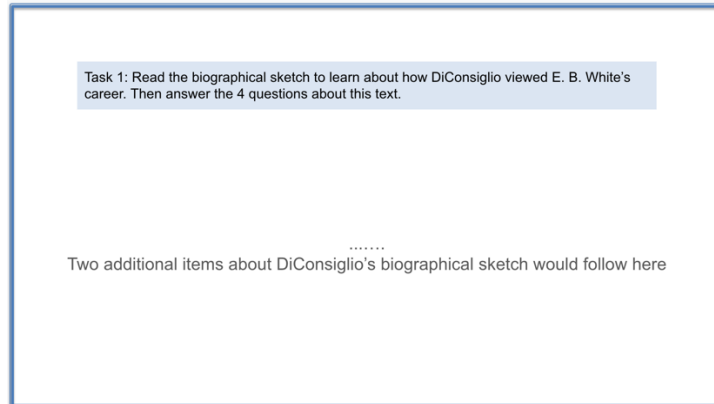 Task 1: Read the biographical sketch to learn about how DiConsiglio viewed E. B. White's
career. Then answer the 4 questions about this text.
…….
Two additional items about DiConsiglio's biographical sketch would follow here